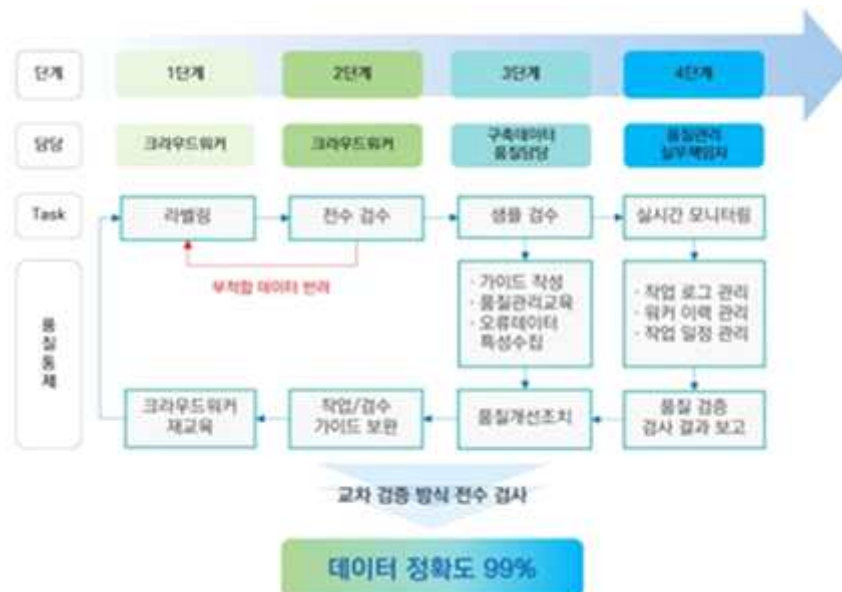 단계
1단계
2단계
3단계
4단계
담당
크라우드워커
크라우드워커
구축데이터
품질담당
품질관리
실무책임자
Task
라벨링
전수 검수
샘플 검수
실시간 모니터링
부적합 데이터 반려
품질통제
· 가이드 작성
· 품질관리교육
· 오류데이터
특성수집
· 작업 로그 관리
· 워커 이력 관리
· 작업 일정 관리
크라우드워커
재교육
작업/검수
가이드 보완
품질개선조치
품질 검증
검사 결과 보고
교차 검증 방식 전수 검사
데이터 정확도 99%